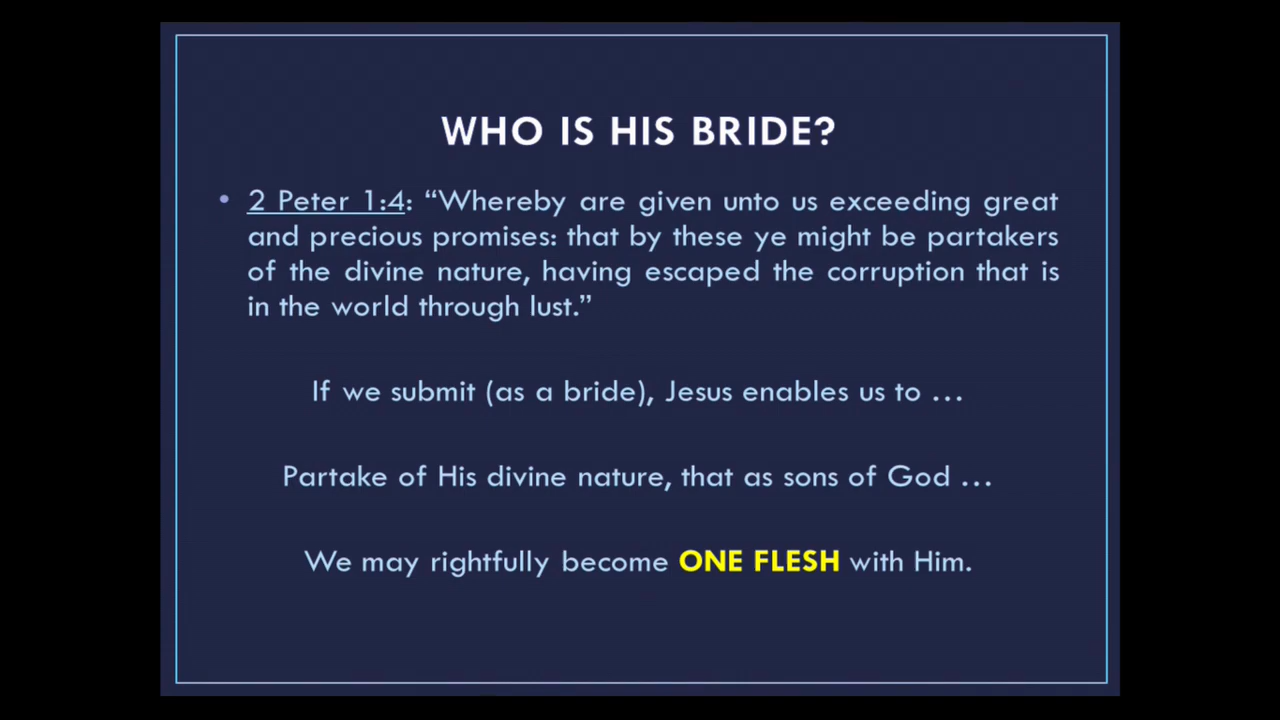 WHO IS HIS BRIDE?
• 2 Peter 1:4: “Whereby are given unto us exceeding great
and precious promises: that by these ye might be partakers
of the divine nature, having escaped the corruption that is
in the world through lust.”
If we submit (as a bride), Jesus enables us to …
Partake of His divine nature, that as sons of God …
We may rightfully become ONE FLESH with Him.